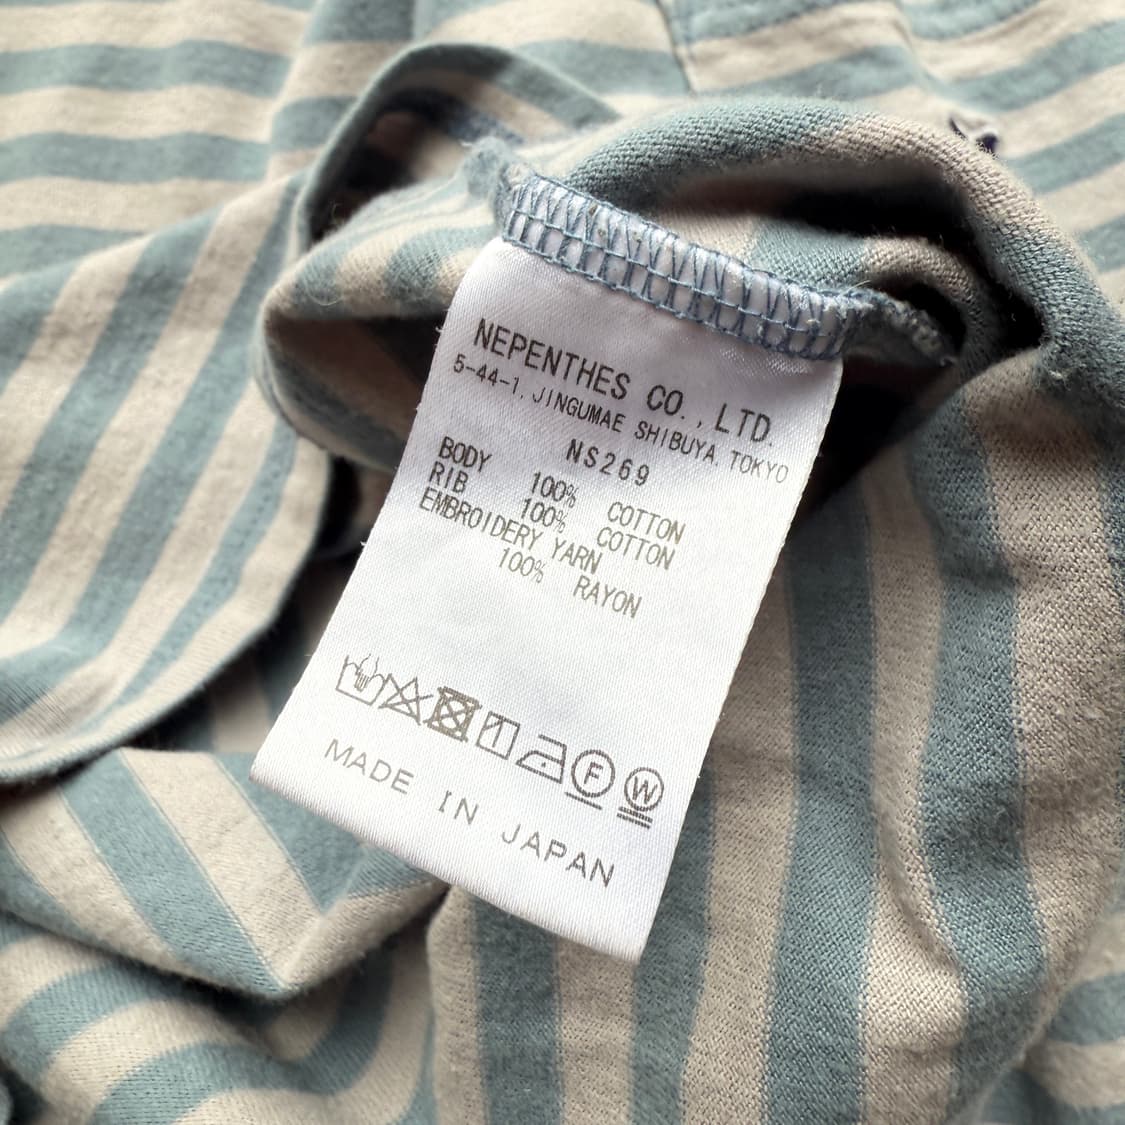 NEPENTHES CO., LTD.
5-44-1, JINGUMAE SHIBUYA, TOKYO
NS269
BODY 100% COTTON
RIB 100% COTTON
EMBROIDERY YARN
100% RAYON
F W
MADE IN JAPAN